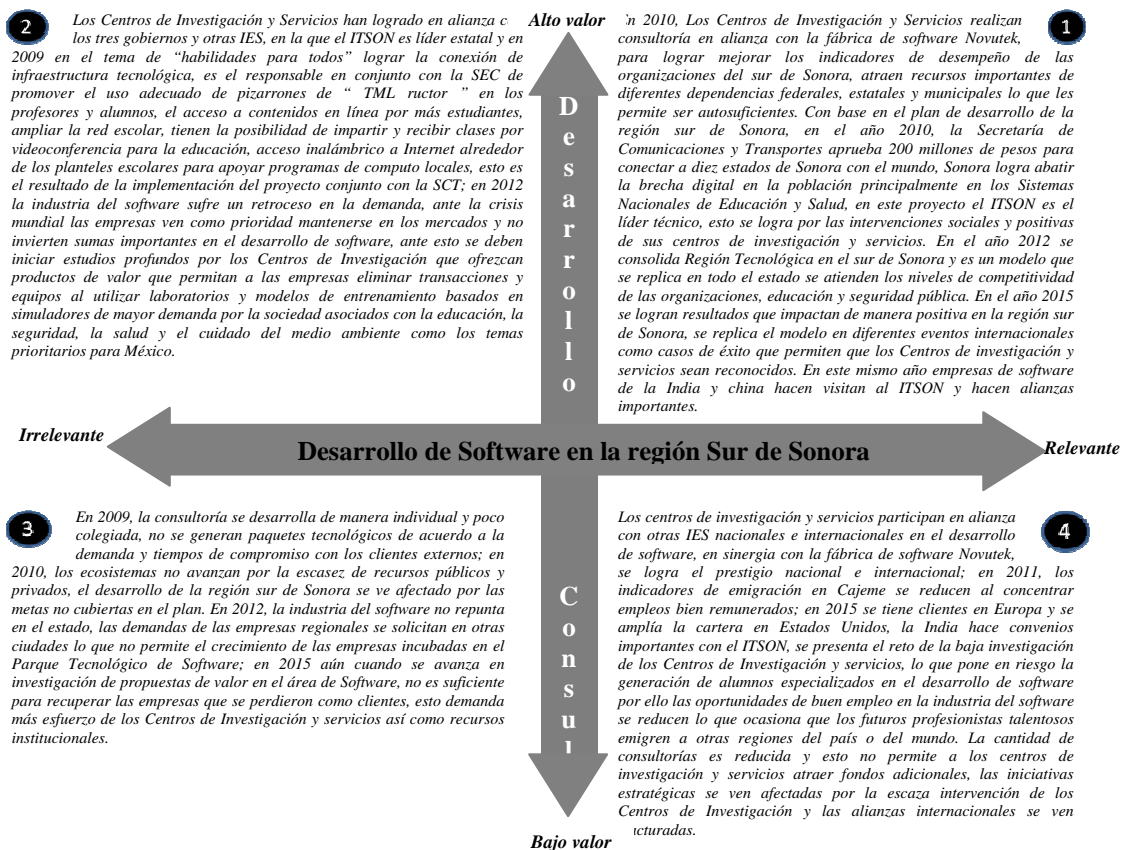 2
Los Centros de Investigación y Servicios han logrado en alianza c
los tres gobiernos y otras IES, en la que el ITSON es líder estatal y en
2009 en el tema de “habilidades para todos” lograr la conexión de
infraestructura tecnológica, es el responsable en conjunto con la SEC de
promover el uso adecuado de pizarrones de “ TML ructor ” en los
profesores y alumnos, el acceso a contenidos en línea por más estudiantes,
ampliar la red escolar, tienen la posibilidad de impartir y recibir clases por
videoconferencia para la educación, acceso inalámbrico a Internet alrededor
de los planteles escolares para apoyar programas de computo locales, esto es
el resultado de la implementación del proyecto conjunto con la SCT; en 2012
la industria del software sufre un retroceso en la demanda, ante la crisis
mundial las empresas ven como prioridad mantenerse en los mercados y no
invierten sumas importantes en el desarrollo de software, ante esto se deben
iniciar estudios profundos por los Centros de Investigación que ofrezcan
productos de valor que permitan a las empresas eliminar transacciones y
equipos al utilizar laboratorios y modelos de entrenamiento basados en
simuladores de mayor demanda por la sociedad asociados con la educación, la
seguridad, la salud y el cuidado del medio ambiente como los temas
prioritarios para México.
Alto valor
1
n 2010, Los Centros de Investigación y Servicios realizan
consultoría en alianza con la fábrica de software Novutek,
para lograr mejorar los indicadores de desempeño de las
organizaciones del sur de Sonora, atraen recursos importantes de
diferentes dependencias federales, estatales y municipales lo que les
permite ser autosuficientes. Con base en el plan de desarrollo de la
región sur de Sonora, en el año 2010, la Secretaría de
Comunicaciones y Transportes aprueba 200 millones de pesos para
conectar a diez estados de Sonora con el mundo, Sonora logra abatir
la brecha digital en la población principalmente en los Sistemas
Nacionales de Educación y Salud, en este proyecto el ITSON es el
líder técnico, esto se logra por las intervenciones sociales y positivas
de sus centros de investigación y servicios. En el año 2012 se
consolida Región Tecnológica en el sur de Sonora y es un modelo que
se replica en todo el estado se atienden los niveles de competitividad
de las organizaciones, educación y seguridad pública. En el año 2015
se logran resultados que impactan de manera positiva en la región sur
de Sonora, se replica el modelo en diferentes eventos internacionales
como casos de éxito que permiten que los Centros de investigación y
servicios sean reconocidos. En este mismo año empresas de software
de la India y china hacen visitan al ITSON y hacen alianzas
importantes.
D
e
s
a
r
r
o
l
l
o
Irrelevante
Desarrollo de Software en la región Sur de Sonora
Relevante
3
En 2009, la consultoría se desarrolla de manera individual y poco
colegiada, no se generan paquetes tecnológicos de acuerdo a la
demanda y tiempos de compromiso con los clientes externos; en
2010, los ecosistemas no avanzan por la escasez de recursos públicos y
privados, el desarrollo de la región sur de Sonora se ve afectado por las
metas no cubiertas en el plan. En 2012, la industria del software no repunta
en el estado, las demandas de las empresas regionales se solicitan en otras
ciudades lo que no permite el crecimiento de las empresas incubadas en el
Parque Tecnológico de Software; en 2015 aún cuando se avanza en
investigación de propuestas de valor en el área de Software, no es suficiente
para recuperar las empresas que se perdieron como clientes, esto demanda
más esfuerzo de los Centros de Investigación y servicios así como recursos
institucionales.
C
o
n
s
u
l
4
Los centros de investigación y servicios participan en alianza
con otras IES nacionales e internacionales en el desarrollo
de software, en sinergia con la fábrica de software Novutek,
se logra el prestigio nacional e internacional; en 2011, los
indicadores de emigración en Cajeme se reducen al concentrar
empleos bien remunerados; en 2015 se tiene clientes en Europa y se
amplía la cartera en Estados Unidos, la India hace convenios
importantes con el ITSON, se presenta el reto de la baja investigación
de los Centros de Investigación y servicios, lo que pone en riesgo la
generación de alumnos especializados en el desarrollo de software
por ello las oportunidades de buen empleo en la industria del software
se reducen lo que ocasiona que los futuros profesionistas talentosos
emigren a otras regiones del país o del mundo. La cantidad de
consultorías es reducida y esto no permite a los centros de
investigación y servicios atraer fondos adicionales, las iniciativas
estratégicas se ven afectadas por la escaza intervención de los
Centros de Investigación y las alianzas internacionales se ven
cturadas.
Bajo valor